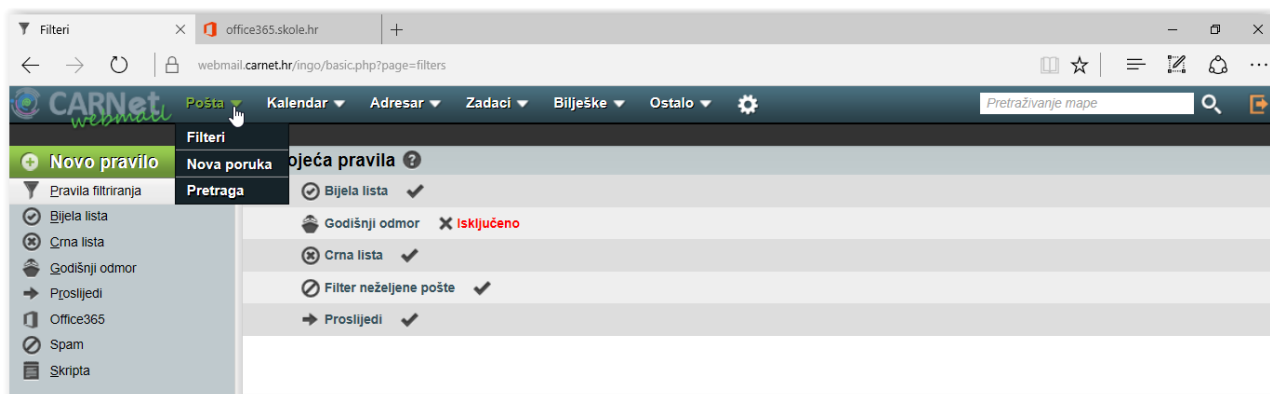 Filteri
office365.skole.hr
webmail.carnet.hr/ingo/basic.php?page=filters
CARNet webmail
Pošta Kalendar Adresar Zadaci Bilješke Ostalo
Pretraživanje mape
Filteri
Nova poruka
Pretraga
Novo pravilo
Pravila filtriranja
Bijela lista
Crna lista
Godišnji odmor
Proslijedi
Office365
Spam
Skripta
ojeća pravila
Bijela lista
Godišnji odmor Isključeno
Crna lista
Filter neželjene pošte
Proslijedi